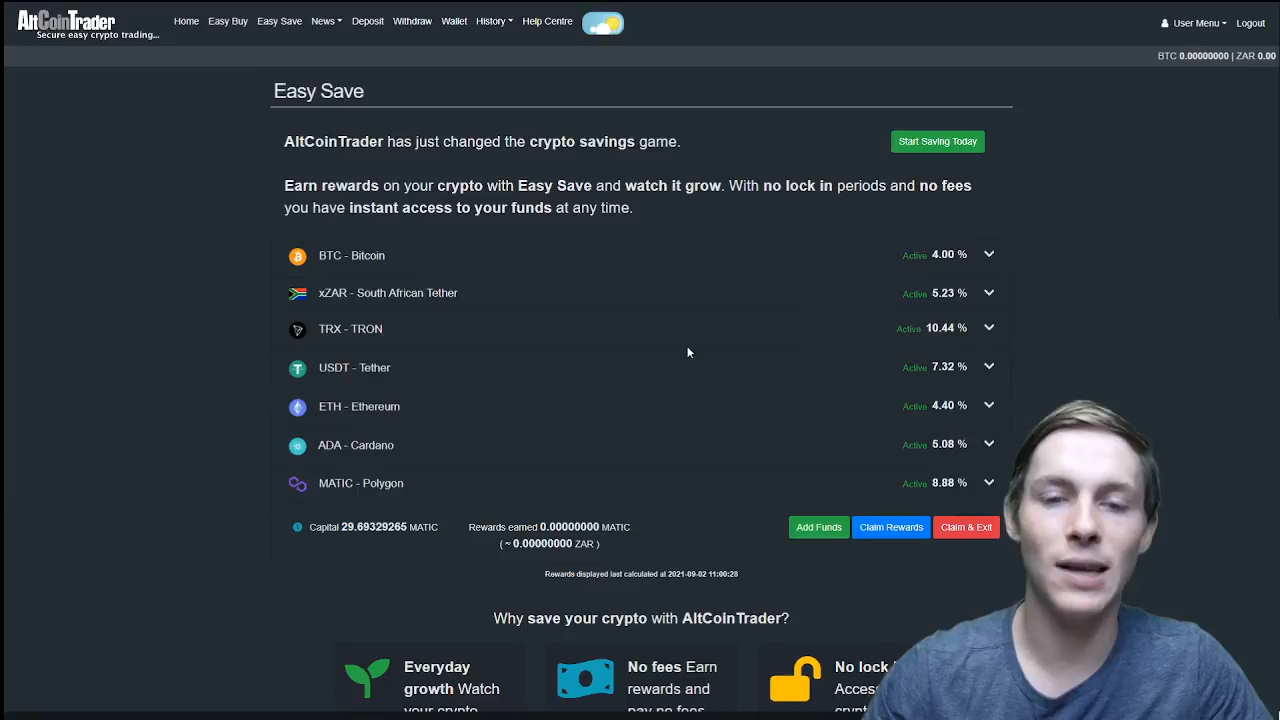 AltCoinTrader
Secure easy crypto trading...
Home Easy Buy Easy Save News Deposit Withdraw Wallet History Help Centre User Menu Logout
BTC 0.00000000 | ZAR 0.00
Easy Save
AltCoinTrader has just changed the crypto savings game. Start Saving Today
Earn rewards on your crypto with Easy Save and watch it grow. With no lock in periods and no fees
you have instant access to your funds at any time.
BTC - Bitcoin Active 4.00 %
xZAR - South African Tether Active 5.23 %
TRX - TRON Active 10.44 %
USDT - Tether Active 7.32 %
ETH - Ethereum Active 4.40 %
ADA - Cardano Active 5.08 %
MATIC - Polygon Active 8.88 %
Capital 29.69329265 MATIC Rewards earned 0.00000000 MATIC Add Funds Claim Rewards Claim & Exit
( ~ 0.00000000 ZAR )
Rewards displayed last calculated at 2021-09-02 11:00:28
Why save your crypto with AltCoinTrader?
Everyday
growth Watch
your crypto
No fees Earn
rewards and
pay no fees
No lock